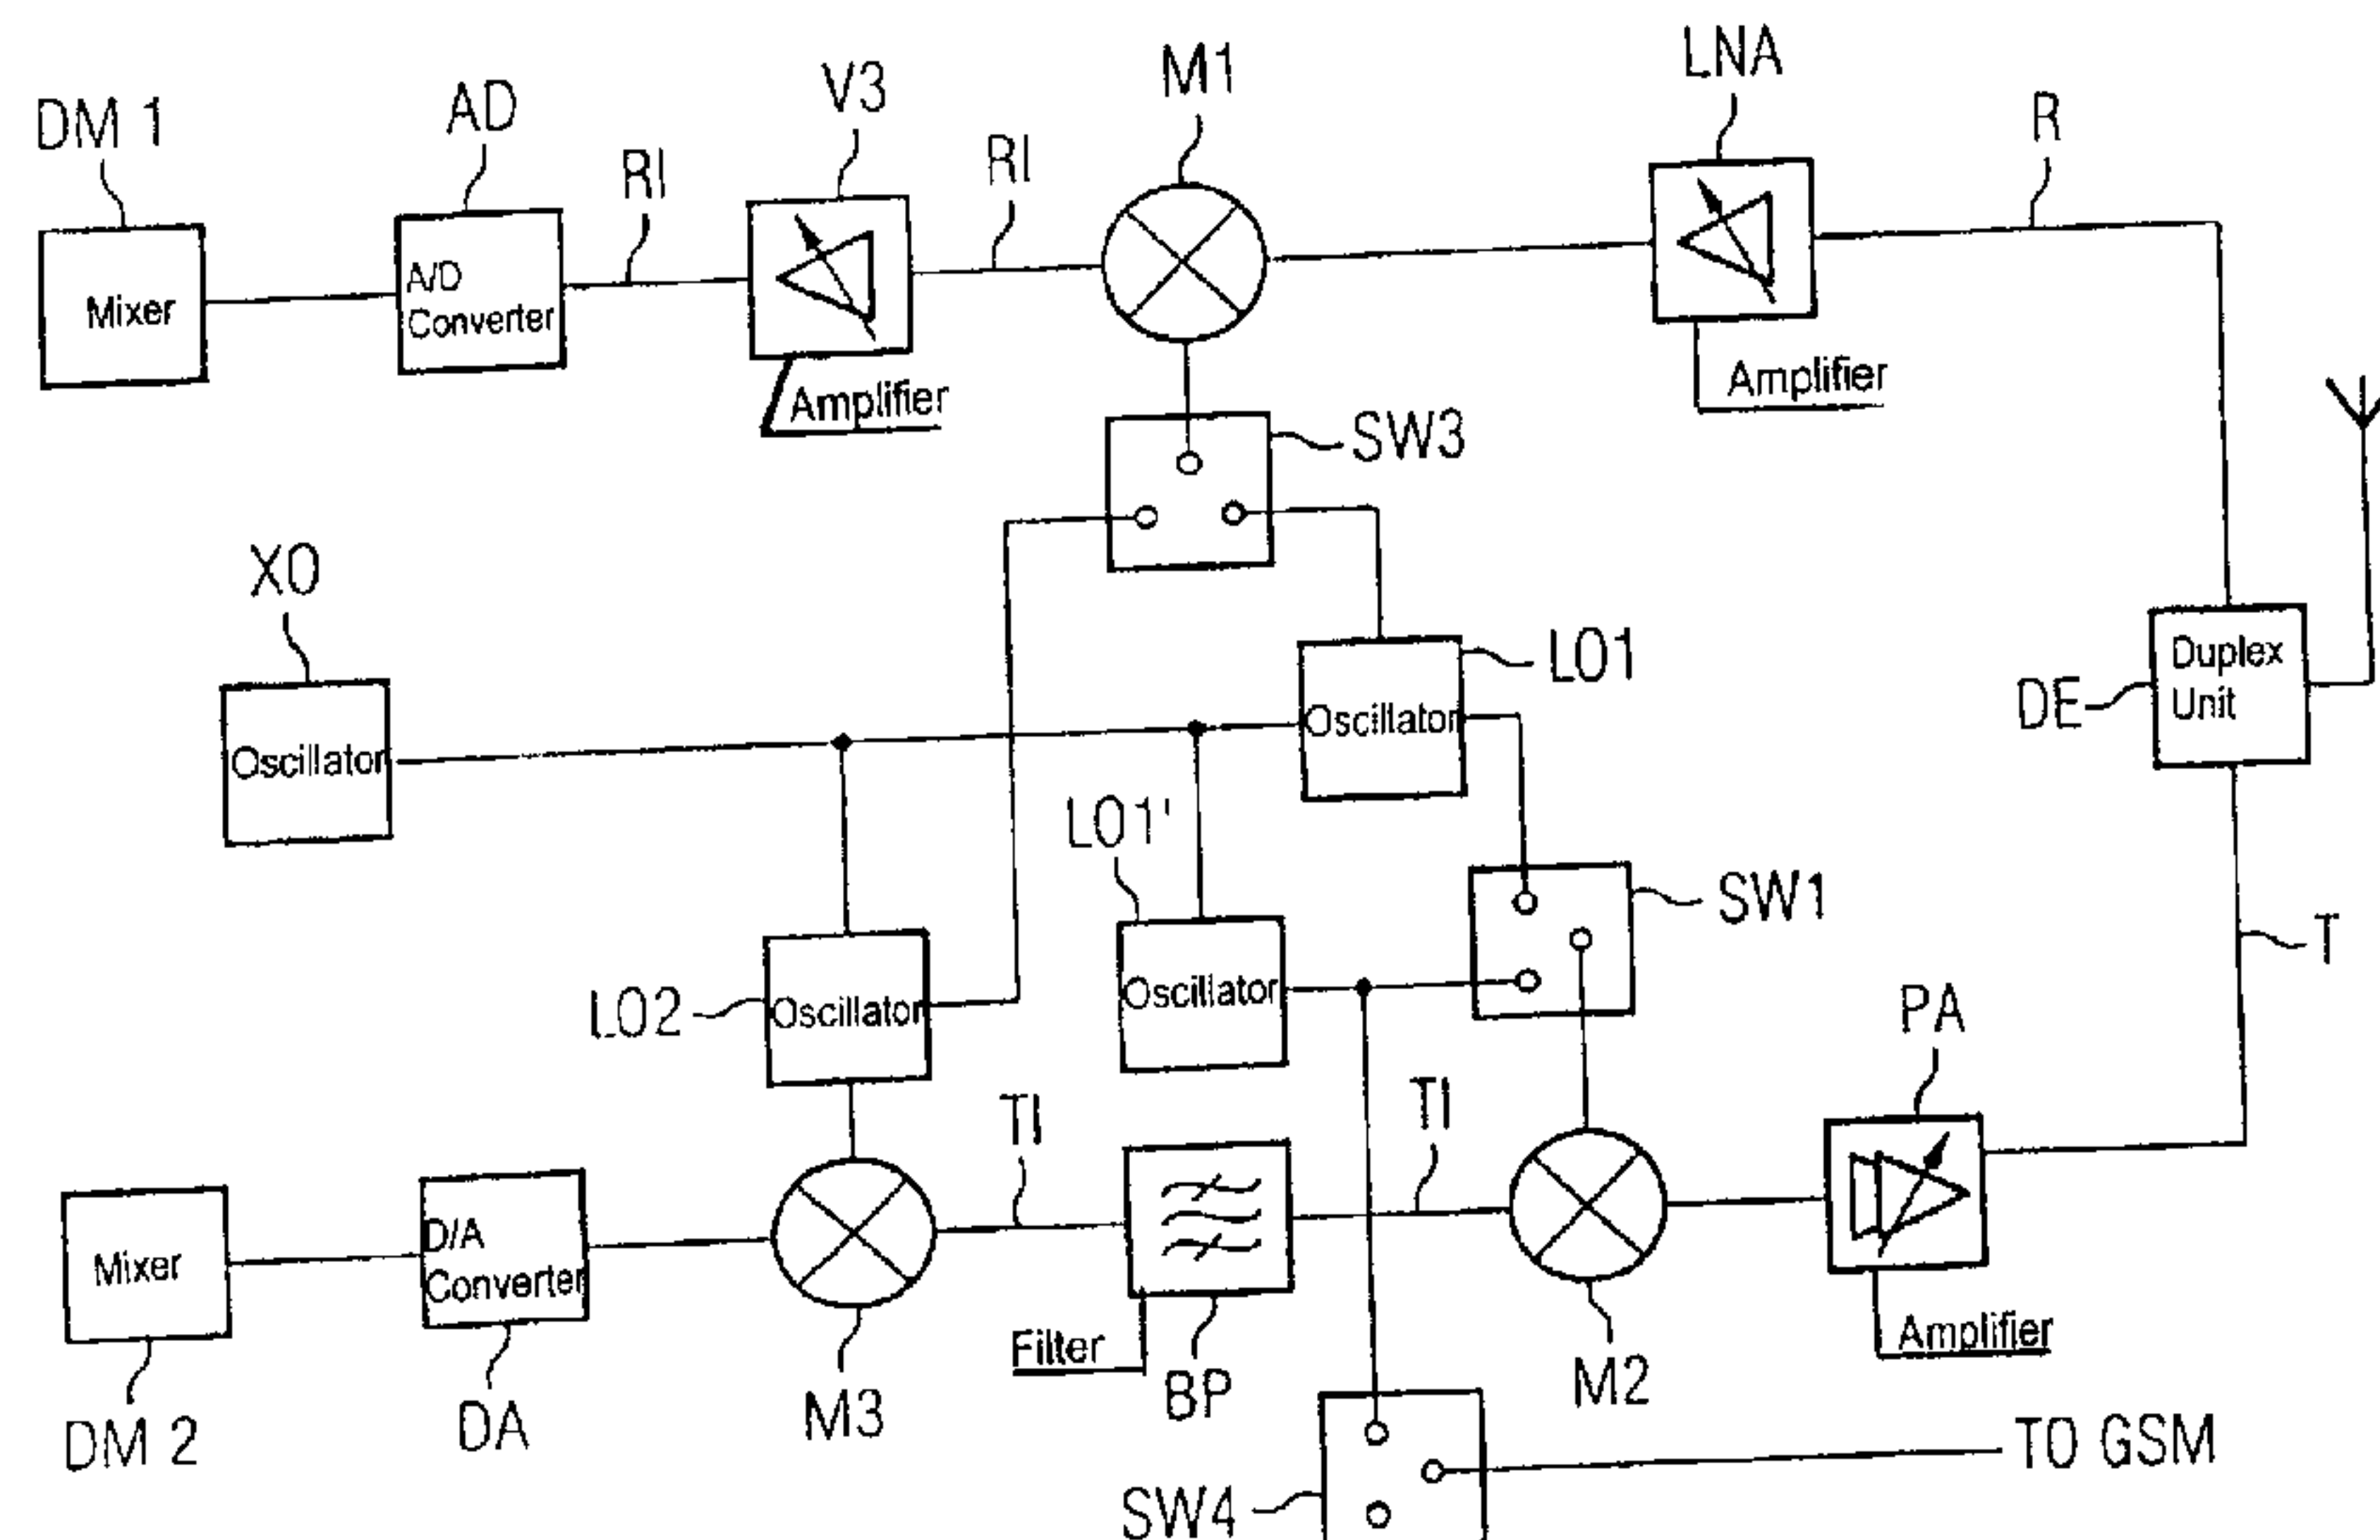 DM 1
AD
RI
V3
RI
M1
LNA
R
Mixer
A/D
Converter
Amplifier
Amplifier
SW3
XO
Oscillator
LO1
Oscillator
Duplex
Unit
DE
LO1'
SW1
LO2
Oscillator
Oscillator
T
PA
TI
TI
Mixer
D/A
Converter
Filter
Amplifier
DM 2
DA
M3
BP
M2
SW4
TO GSM